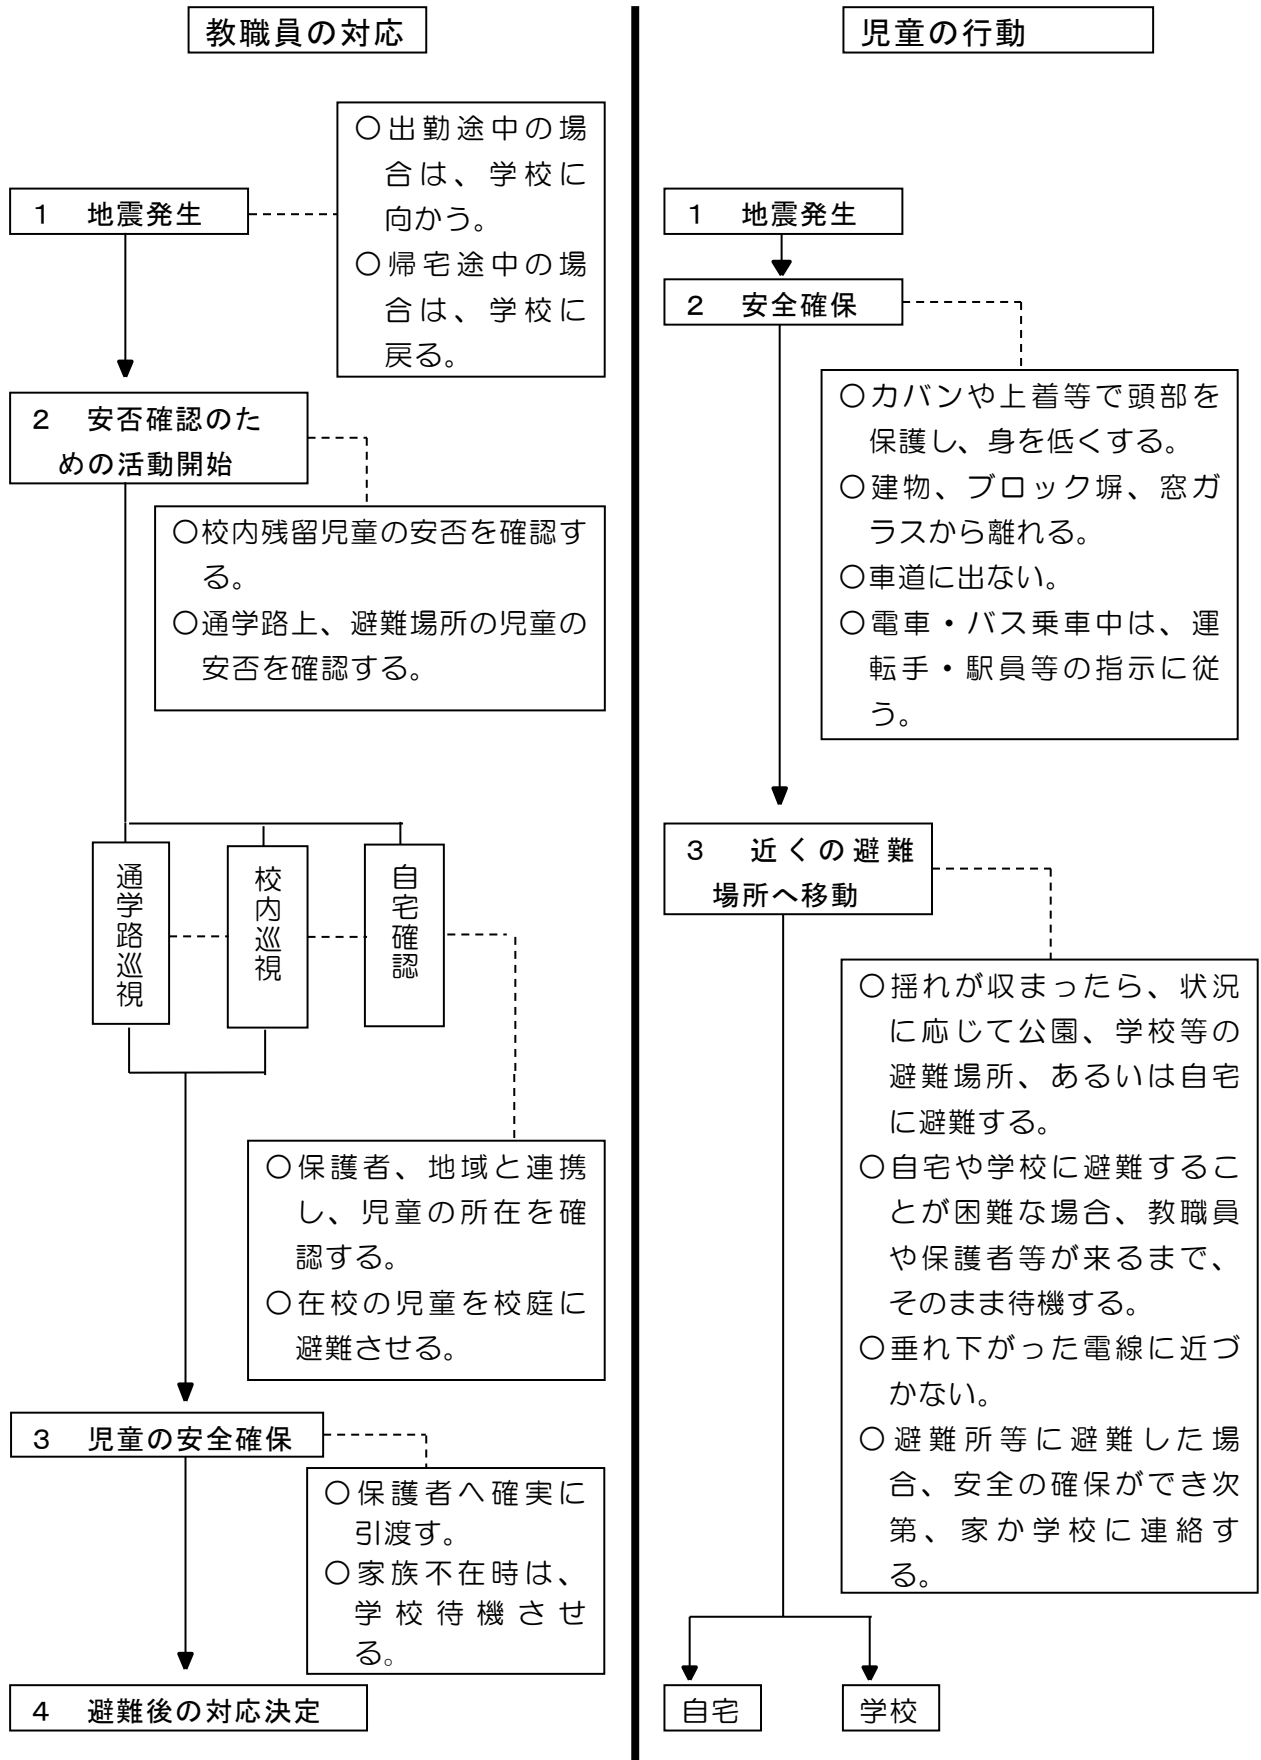 教職員の対応
○出勤途中の場
合は、学校に
向かう。
○帰宅途中の場
合は、学校に
戻る。
１　地震発生
２　安否確認のた
めの活動開始
○校内残留児童の安否を確認す
る。
○通学路上、避難場所の児童の
安否を確認する。
通学路巡視
校内巡視
自宅確認
○保護者、地域と連携
し、児童の所在を確
認する。
○在校の児童を校庭に
避難させる。
３　児童の安全確保
○保護者へ確実に
引渡す。
○家族不在時は、
学校待機させ
る。
４　避難後の対応決定
児童の行動
１　地震発生
２　安全確保
○カバンや上着等で頭部を
保護し、身を低くする。
○建物、ブロック塀、窓ガ
ラスから離れる。
○車道に出ない。
○電車・バス乗車中は、運
転手・駅員等の指示に従
う。
３　近くの避難
場所へ移動
○揺れが収まったら、状況
に応じて公園、学校等の
避難場所、あるいは自宅
に避難する。
○自宅や学校に避難するこ
とが困難な場合、教職員
や保護者等が来るまで、
そのまま待機する。
○垂れ下がった電線に近づ
かない。
○避難所等に避難した場
合、安全の確保ができ次
第、家か学校に連絡す
る。
自宅
学校